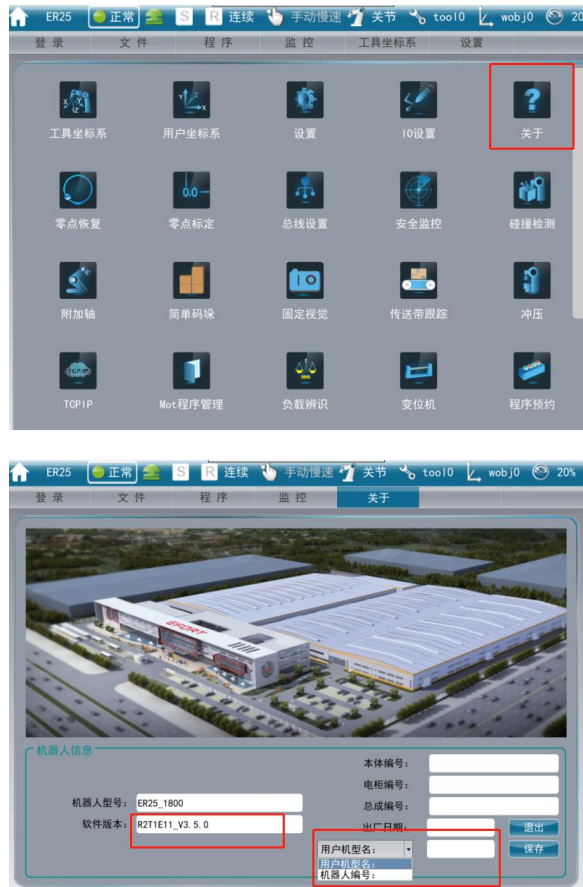 ER25 正常 S R 连续 手动慢速 关节 tool0 wobj0 20
登 录 文 件 程 序 监 控 工具坐标系 设置
工具坐标系 用户坐标系 设置 IO设置 关于
零点恢复 零点标定 总线设置 安全监控 碰撞检测
附加轴 简单码垛 固定视觉 传送带跟踪 冲压
TCPIP Mot程序管理 负载辨识 变位机 程序预约
ER25 正常 S R 连续 手动慢速 关节 tool0 wobj0 20%
登 录 文 件 程 序 监 控 关于
EFORT
机器人信息
本体编号:
电柜编号:
机器人型号: ER25_1800 总成编号:
软件版本: R2T1E11_V3.5.0 出厂日期: 退出
用户机型名: 保存
用户机型名:
机器人编号: